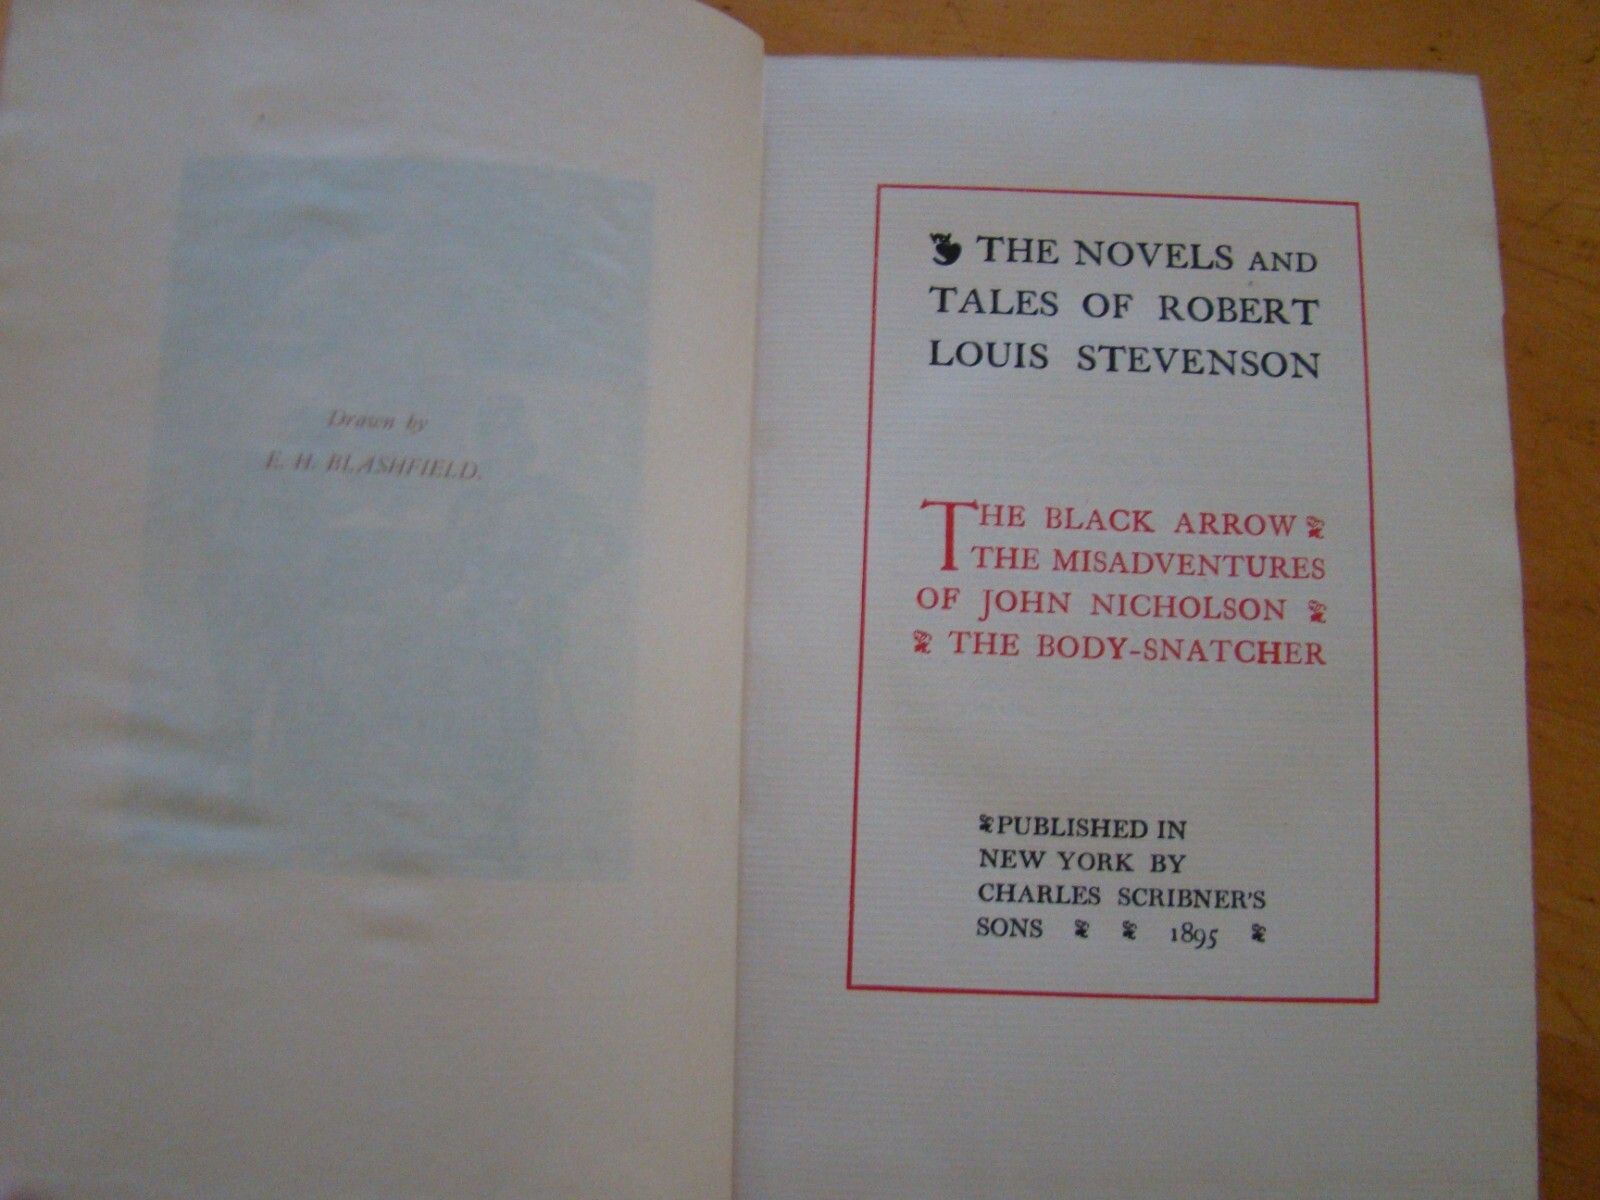 Drawn by
E. H. BLASHFIELD.
THE NOVELS AND
TALES OF ROBERT
LOUIS STEVENSON
THE BLACK ARROW
THE MISADVENTURES
OF JOHN NICHOLSON
THE BODY-SNATCHER
PUBLISHED IN
NEW YORK BY
CHARLES SCRIBNER'S
SONS 1895